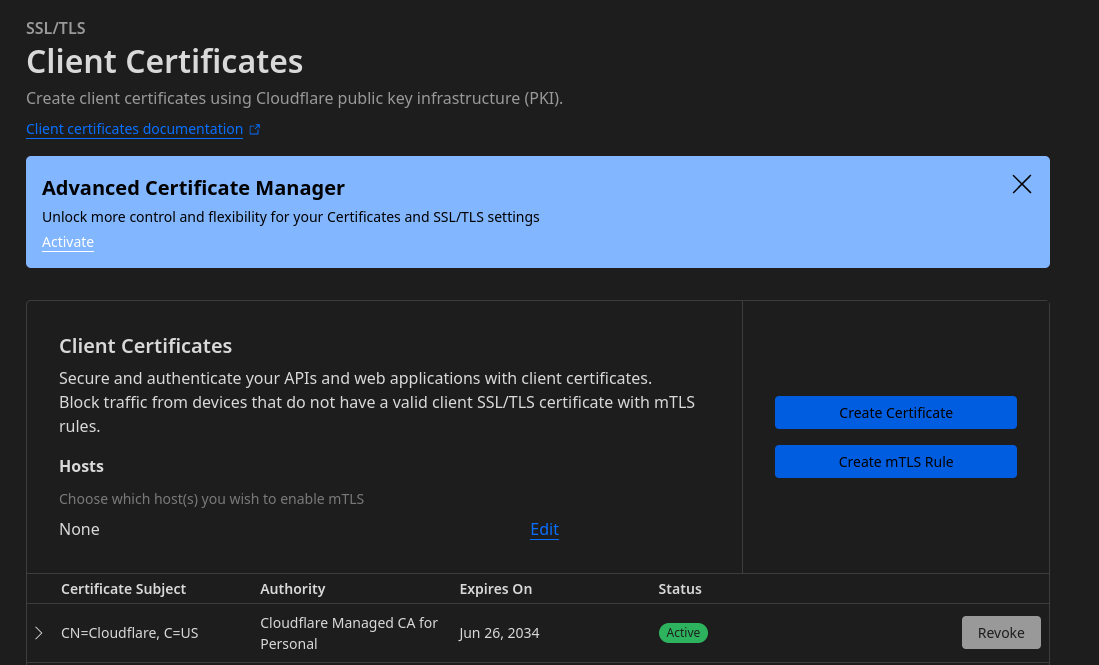 SSL/TLS
Client Certificates
Create client certificates using Cloudflare public key infrastructure (PKI).
Client certificates documentation
Advanced Certificate Manager
Unlock more control and flexibility for your Certificates and SSL/TLS settings
Activate
Client Certificates
Secure and authenticate your APIs and web applications with client certificates.
Block traffic from devices that do not have a valid client SSL/TLS certificate with mTLS
rules.
Hosts
Choose which host(s) you wish to enable mTLS
None
Edit
Create Certificate
Create mTLS Rule
Certificate Subject Authority Expires On Status
CN=Cloudflare, C=US
Cloudflare Managed CA for
Personal
Jun 26, 2034
Active
Revoke